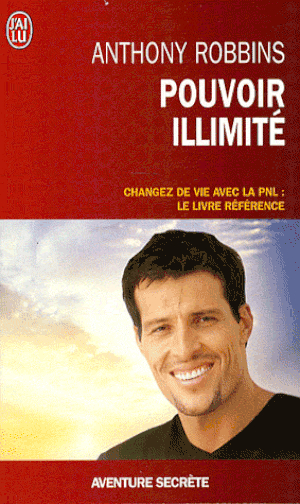 J'AI
LU
ANTHONY ROBBINS
POUVOIR
ILLIMITÉ
CHANGEZ DE VIE AVEC LA PNL :
LE LIVRE RÉFÉRENCE
AVENTURE SECRÈTE